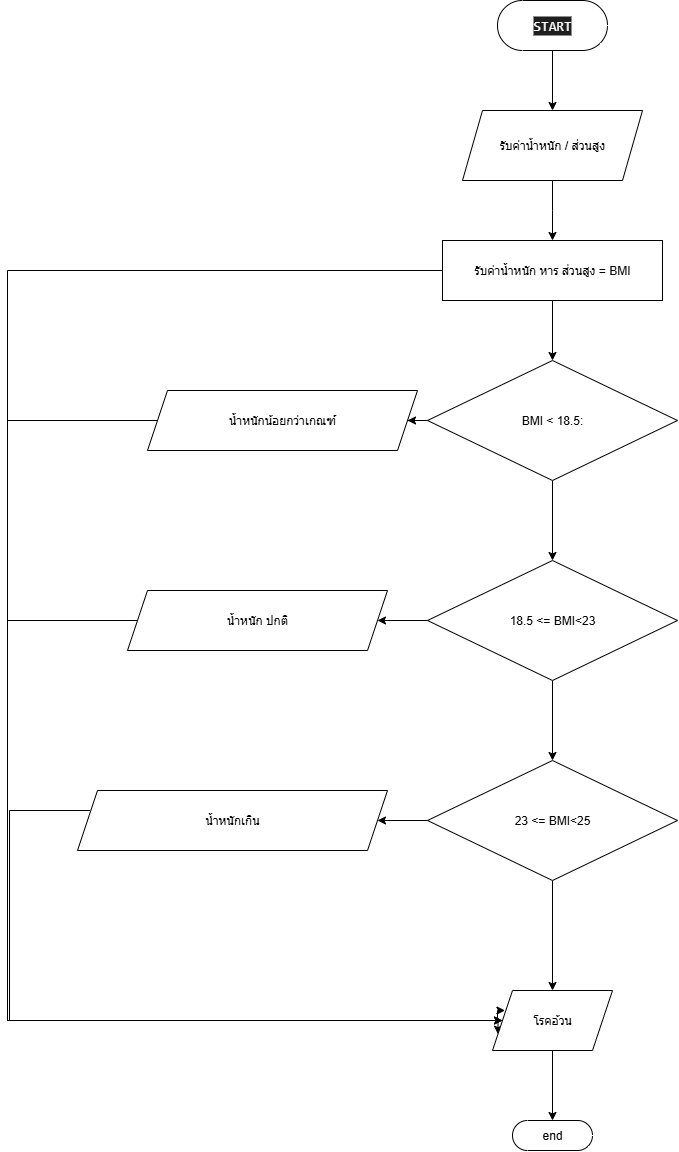 START
รับค่าน้ำหนัก / ส่วนสูง
รับค่าน้ำหนัก หาร ส่วนสูง = BMI
น้ำหนักน้อยกว่าเกณฑ์
BMI < 18.5:
น้ำหนัก ปกติ
18.5 <= BMI<23
น้ำหนักเกิน
23 <= BMI<25
โรคอ้วน
end